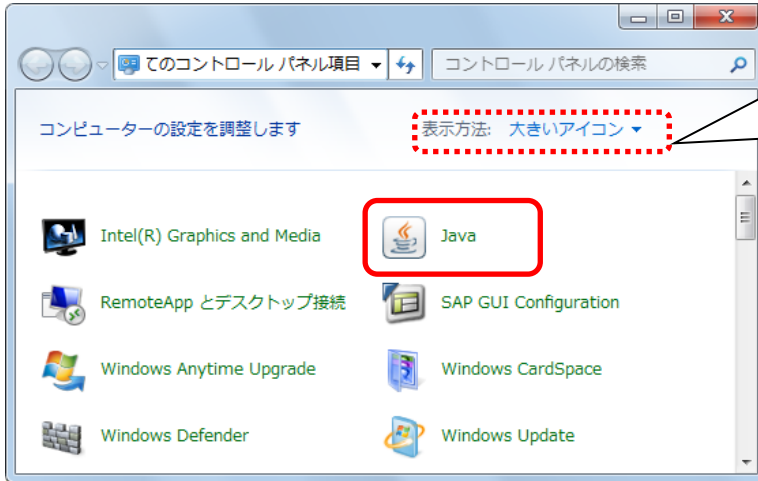 てのコントロール パネル項目
コントロール パネルの検索
コンピューターの設定を調整します
表示方法: 大きいアイコン
Intel(R) Graphics and Media
Java
RemoteApp とデスクトップ接続
SAP GUI Configuration
Windows Anytime Upgrade
Windows CardSpace
Windows Defender
Windows Update